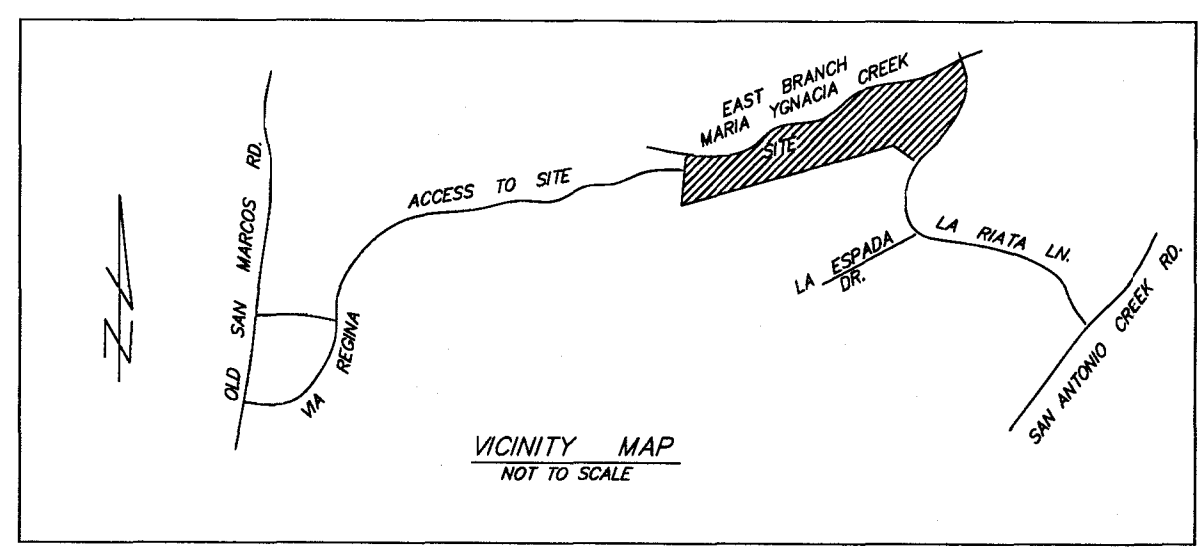 EAST BRANCH
MARIA YGNACIA CREEK
SITE
OLD SAN MARCOS RD.
ACCESS TO SITE
N
VIA REGINA
LA ESPADA
DR.
LA RIATA LN.
SAN ANTONIO CREEK RD.
VICINITY MAP
NOT TO SCALE